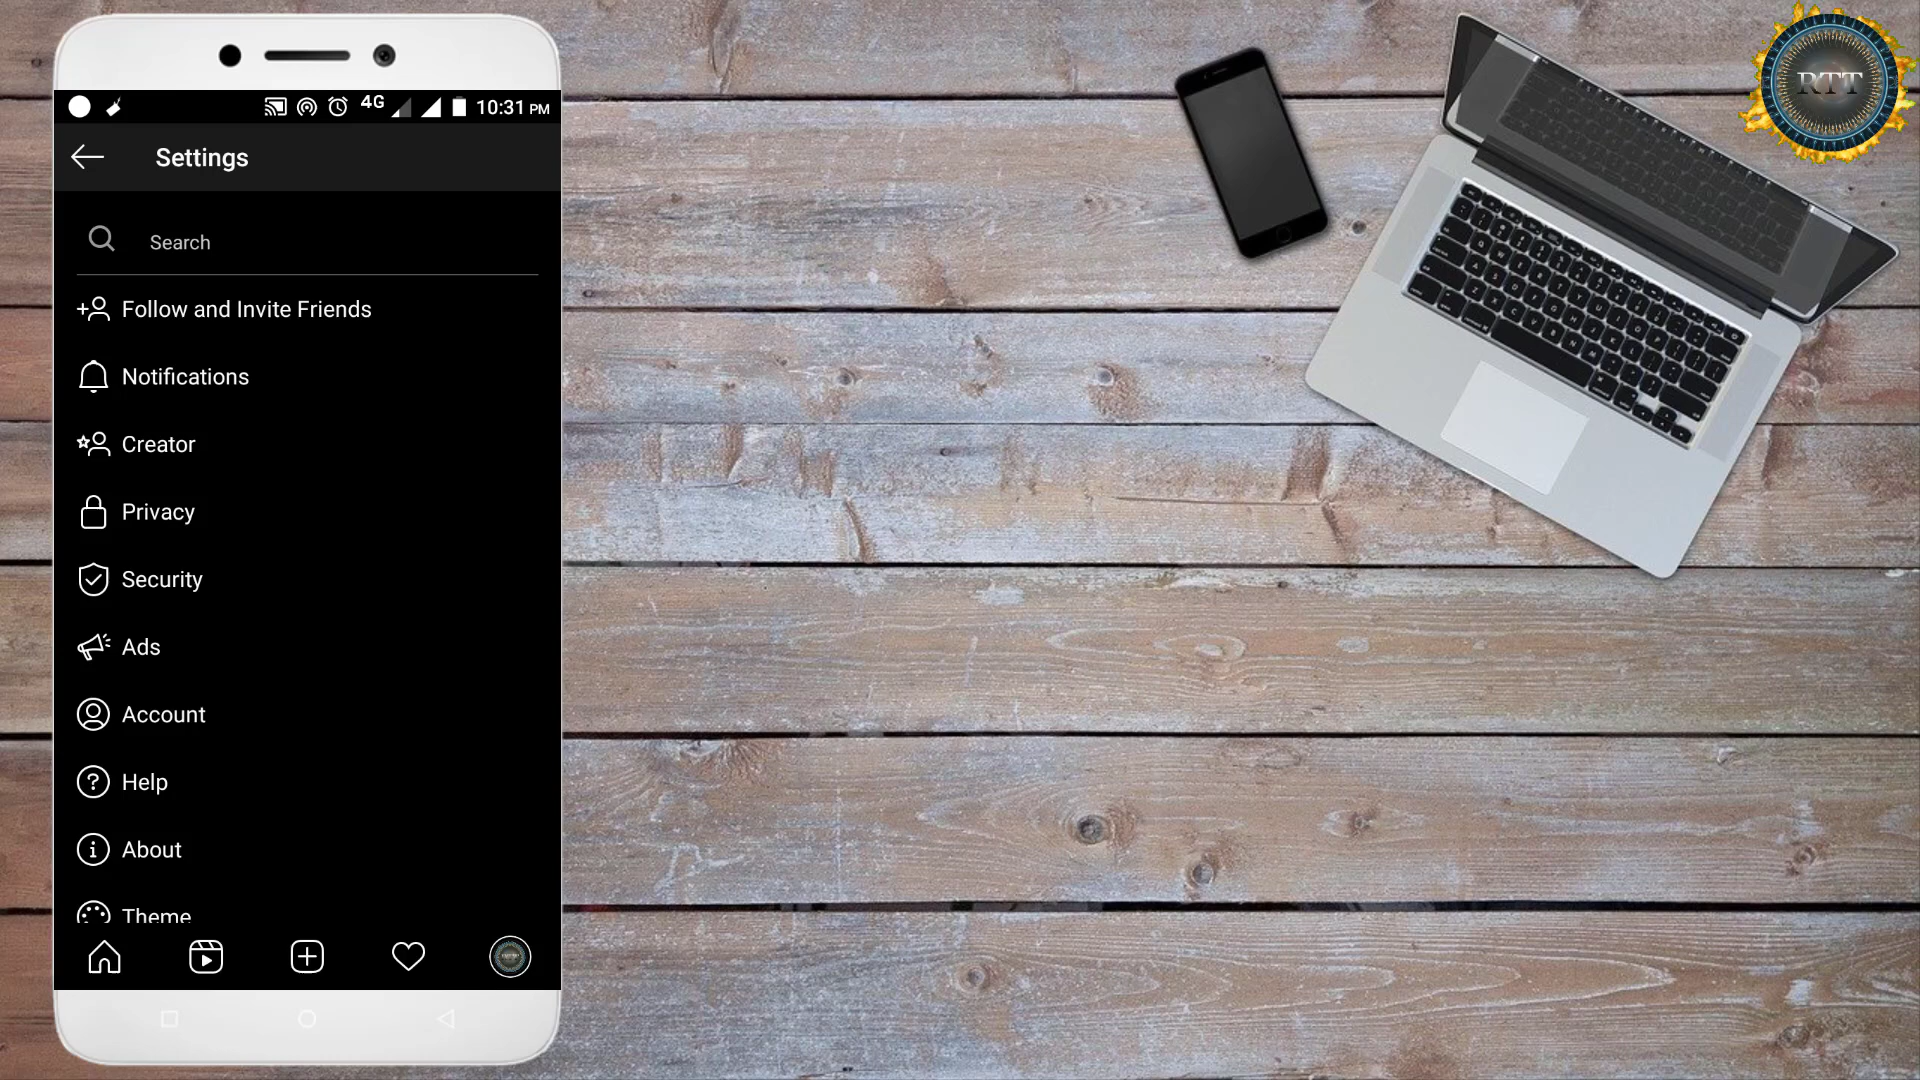 4G 10:31 PM
Settings
Search
Follow and Invite Friends
Notifications
Creator
Privacy
Security
Ads
Account
Help
About
Theme
RTT